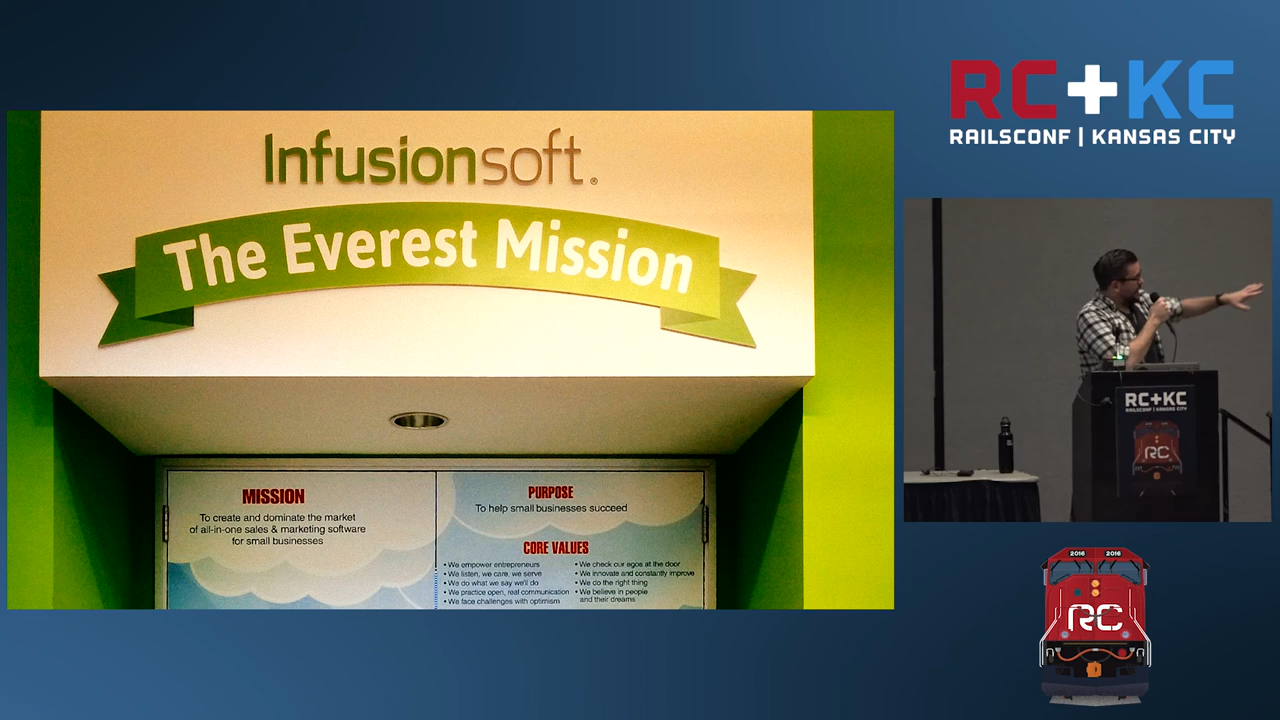 RC+KC
RAILSCONF | KANSAS CITY
Infusionsoft®
The Everest Mission
MISSION
To create and dominate the market
of all-in-one sales & marketing software
for small businesses
PURPOSE
To help small businesses succeed
CORE VALUES
• We empower entrepreneurs
• We listen, we care, we serve
• We do what we say we'll do
• We practice open, real communication
• We face challenges with optimism
• We check our egos at the door
• We innovate and constantly improve
• We do the right thing
• We believe in people
and their dreams
RC+KC
RAILSCONF | KANSAS CITY
RC
2016 2016
RC